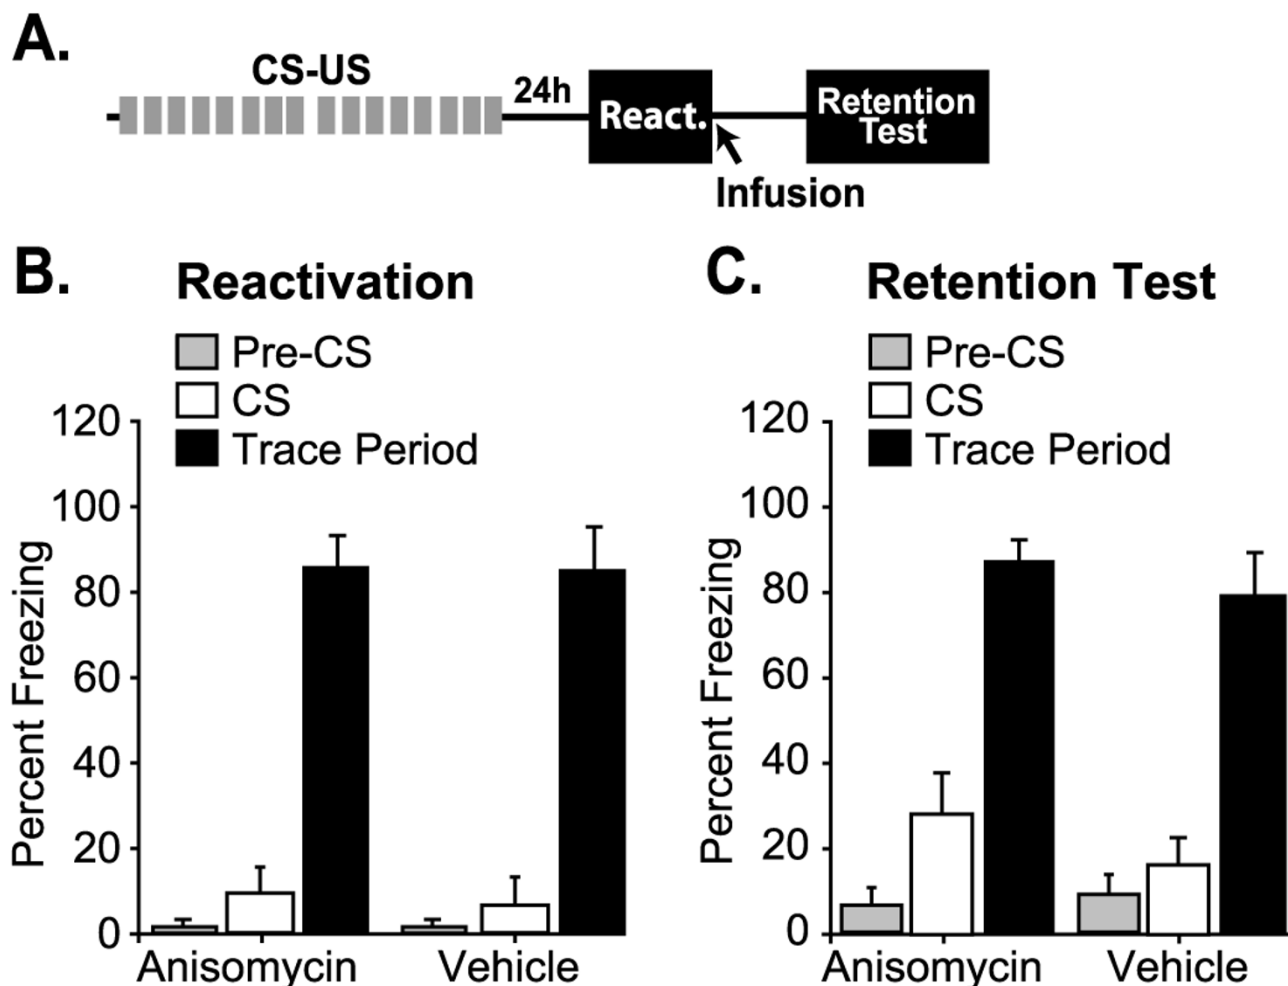 A.
CS-US
24h
React.
Retention
Test
Infusion
B.
Reactivation
Pre-CS
CS
Trace Period
120
100
80
60
40
20
0
Percent Freezing
Anisomycin
Vehicle
C.
Retention Test
Pre-CS
CS
Trace Period
120
100
80
60
40
20
0
Percent Freezing
Anisomycin
Vehicle